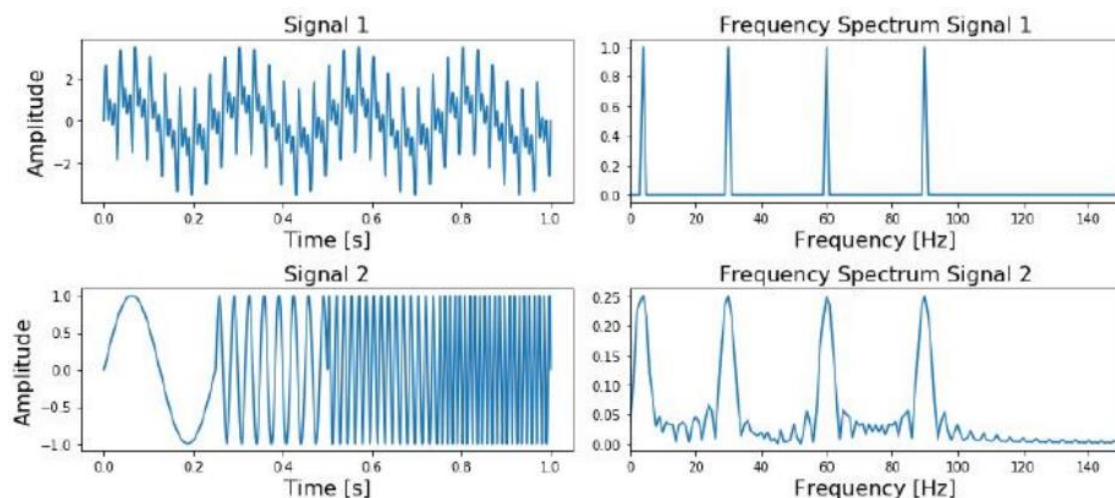 Signal 1
Frequency Spectrum Signal 1
Amplitude
2
0
−2
0.0 0.2 0.4 0.6 0.8 1.0
Time [s]
1.0
0.8
0.6
0.4
0.2
0.0
0 20 40 60 80 100 120 140
Frequency [Hz]
Signal 2
Frequency Spectrum Signal 2
Amplitude
1.0
0.5
0.0
−0.5
−1.0
0.0 0.2 0.4 0.6 0.8 1.0
Time [s]
0.25
0.20
0.15
0.10
0.05
0.00
0 20 40 60 80 100 120 140
Frequency [Hz]